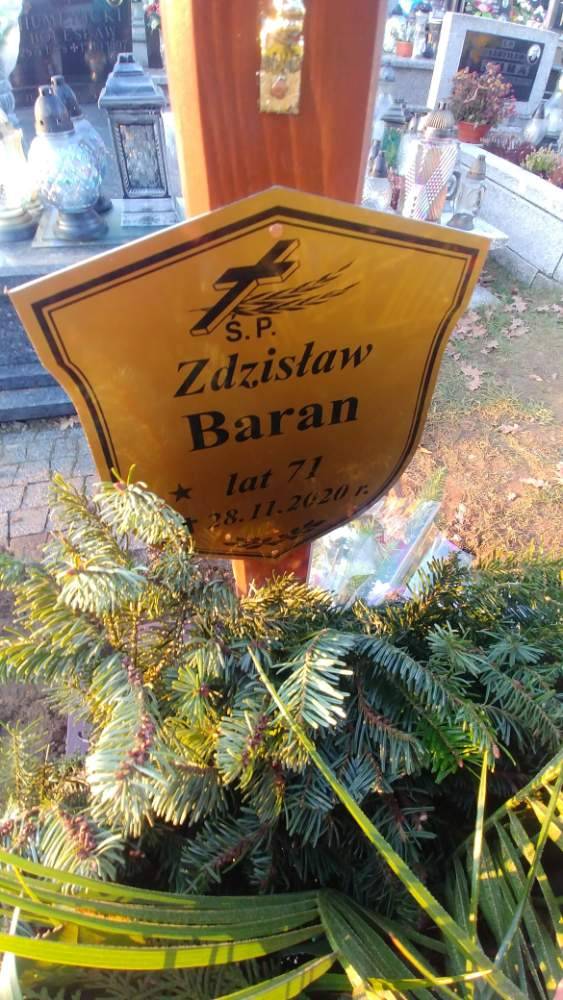 Ś.P.
Zdzisław
Baran
lat 71
28.11.2020 r.